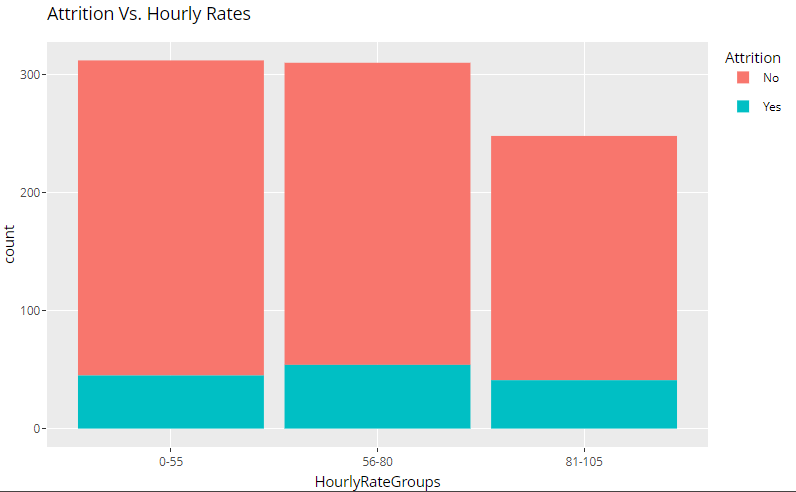 Attrition Vs. Hourly Rates
Attrition
No
Yes
300
200
100
0
count
0-55
56-80
81-105
HourlyRateGroups